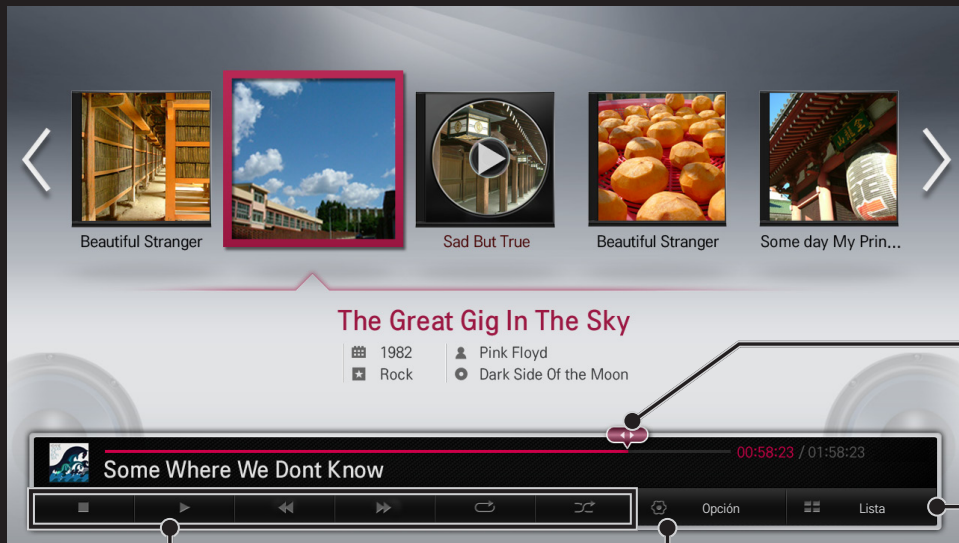 Beautiful Stranger
Sad But True
Beautiful Stranger
Some day My Prin...
The Great Gig In The Sky
1982
Pink Floyd
Rock
Dark Side Of the Moon
00:58:23 / 01:58:23
Some Where We Dont Know
Opción
Lista